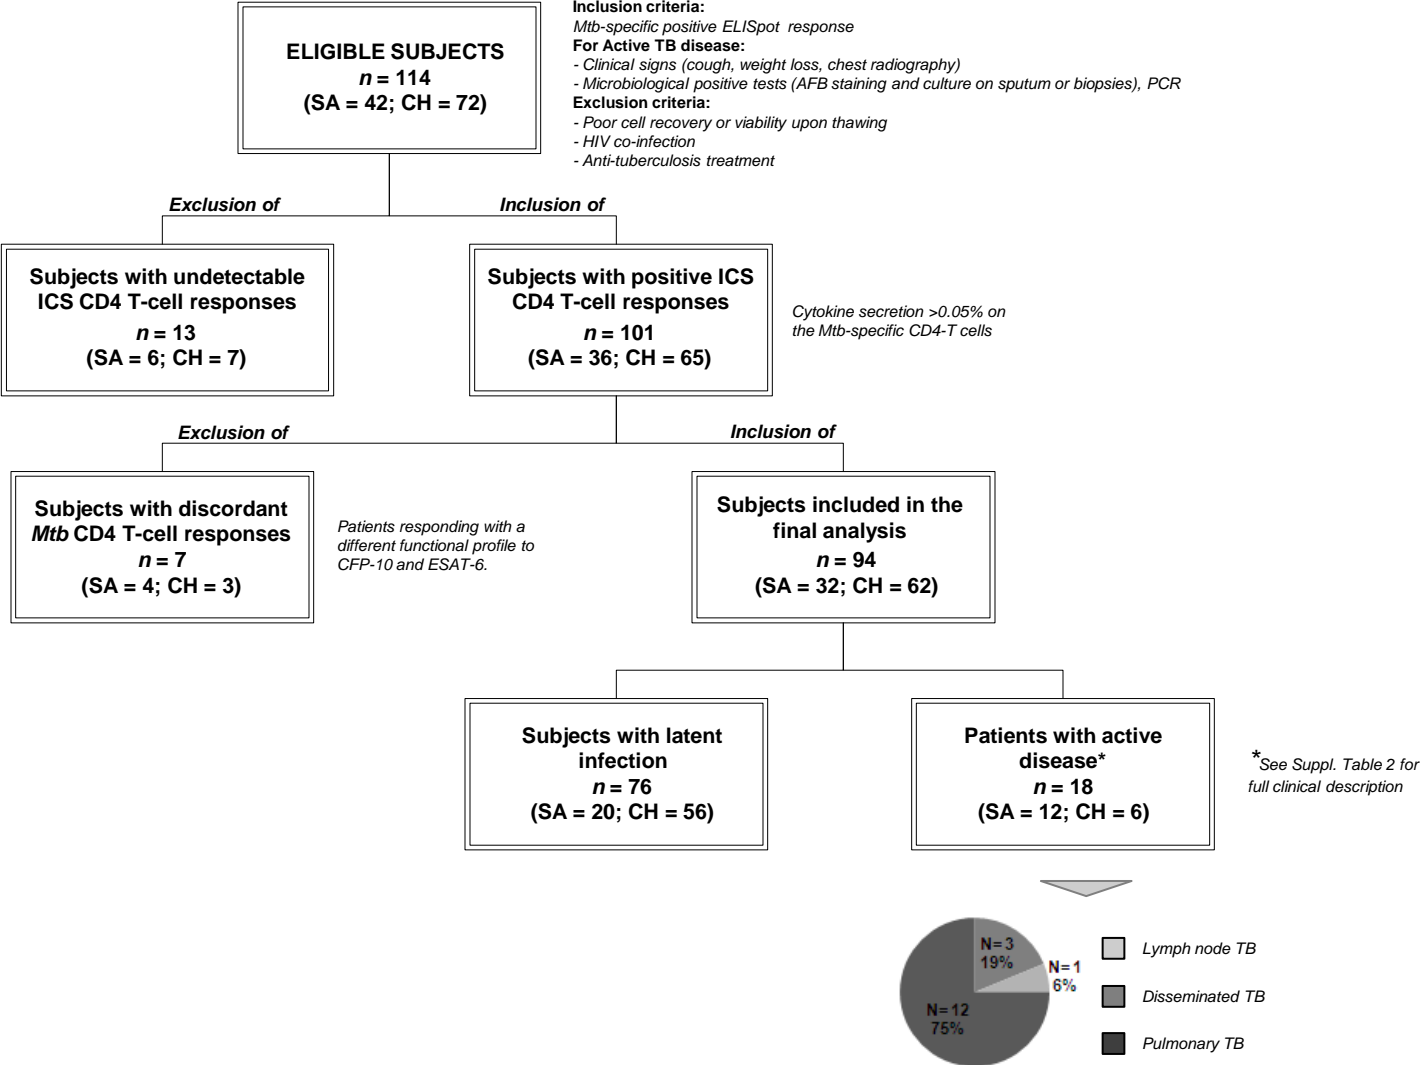 ELIGIBLE SUBJECTS
n = 114
(SA = 42; CH = 72)
Inclusion criteria:
Mtb-specific positive ELISpot response
For Active TB disease:
- Clinical signs (cough, weight loss, chest radiography)
- Microbiological positive tests (AFB staining and culture on sputum or biopsies), PCR
Exclusion criteria:
- Poor cell recovery or viability upon thawing
- HIV co-infection
- Anti-tuberculosis treatment
Exclusion of
Inclusion of
Subjects with undetectable
ICS CD4 T-cell responses
n = 13
(SA = 6; CH = 7)
Subjects with positive ICS
CD4 T-cell responses
n = 101
(SA = 36; CH = 65)
Cytokine secretion >0.05% on
the Mtb-specific CD4-T cells
Exclusion of
Inclusion of
Subjects with discordant
Mtb CD4 T-cell responses
n = 7
(SA = 4; CH = 3)
Patients responding with a
different functional profile to
CFP-10 and ESAT-6.
Subjects included in the
final analysis
n = 94
(SA = 32; CH = 62)
Subjects with latent
infection
n = 76
(SA = 20; CH = 56)
Patients with active
disease*
n = 18
(SA = 12; CH = 6)
*See Suppl. Table 2 for
full clinical description
N=3
19%
N=1
6%
N=12
75%
Lymph node TB
Disseminated TB
Pulmonary TB